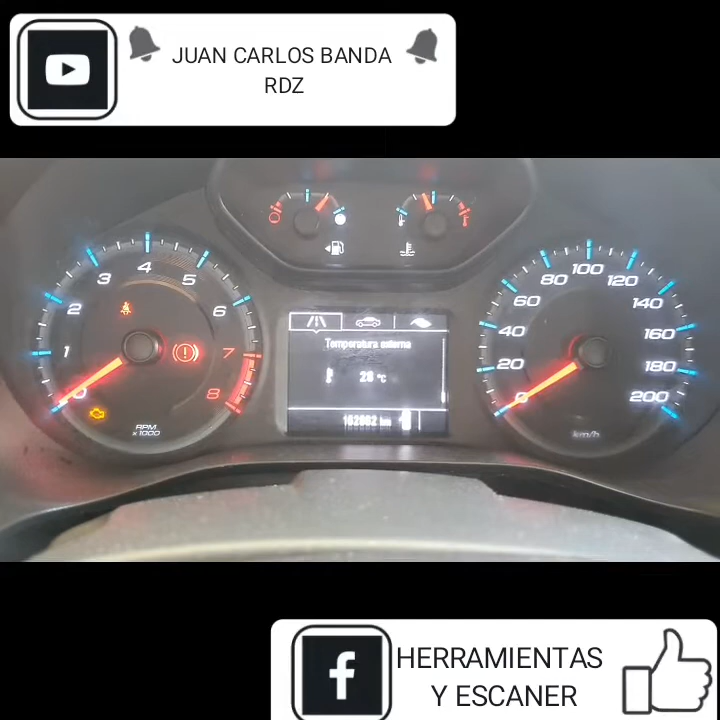 JUAN CARLOS BANDA
RDZ
0 1 2 3 4 5 6 7 8
RPM
x1000
Temperatura externa
28 °C
km
0 20 40 60 80 100 120 140 160 180 200
km/h
f
HERRAMIENTAS
Y ESCANER